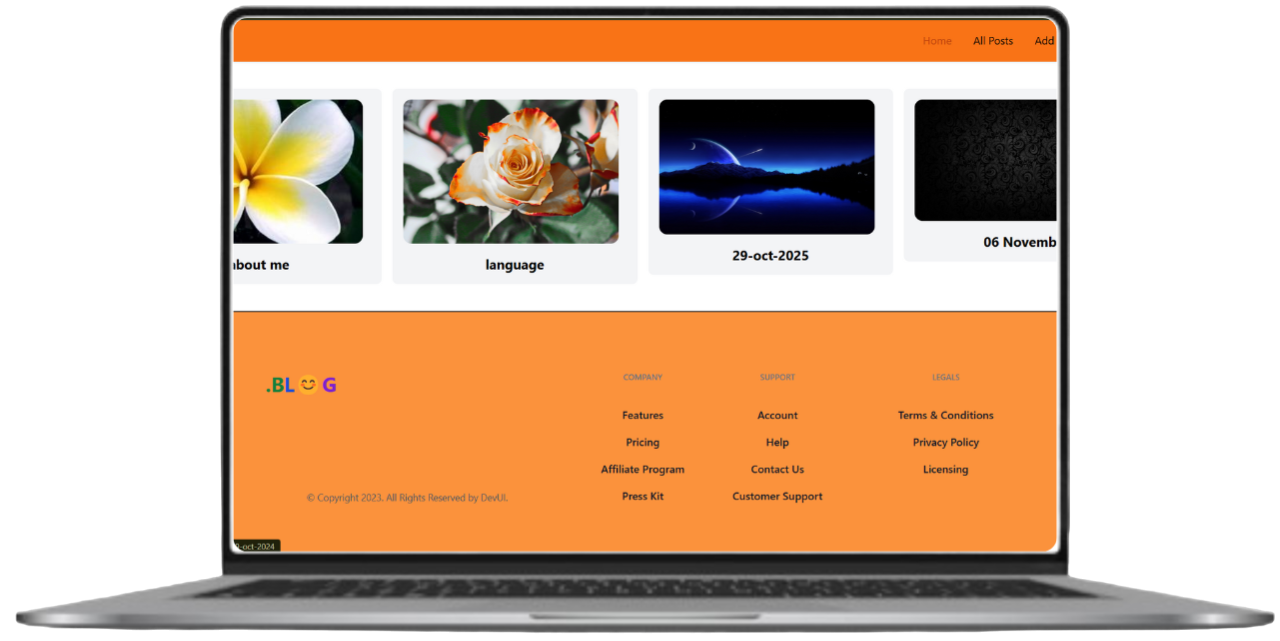 Home All Posts Add
about me
language
29-oct-2025
06 Novemb
.BL😊G
COMPANY SUPPORT LEGALS
Features Account Terms & Conditions
Pricing Help Privacy Policy
Affiliate Program Contact Us Licensing
Press Kit Customer Support
© Copyright 2023. All Rights Reserved by DevUI.
-oct-2024